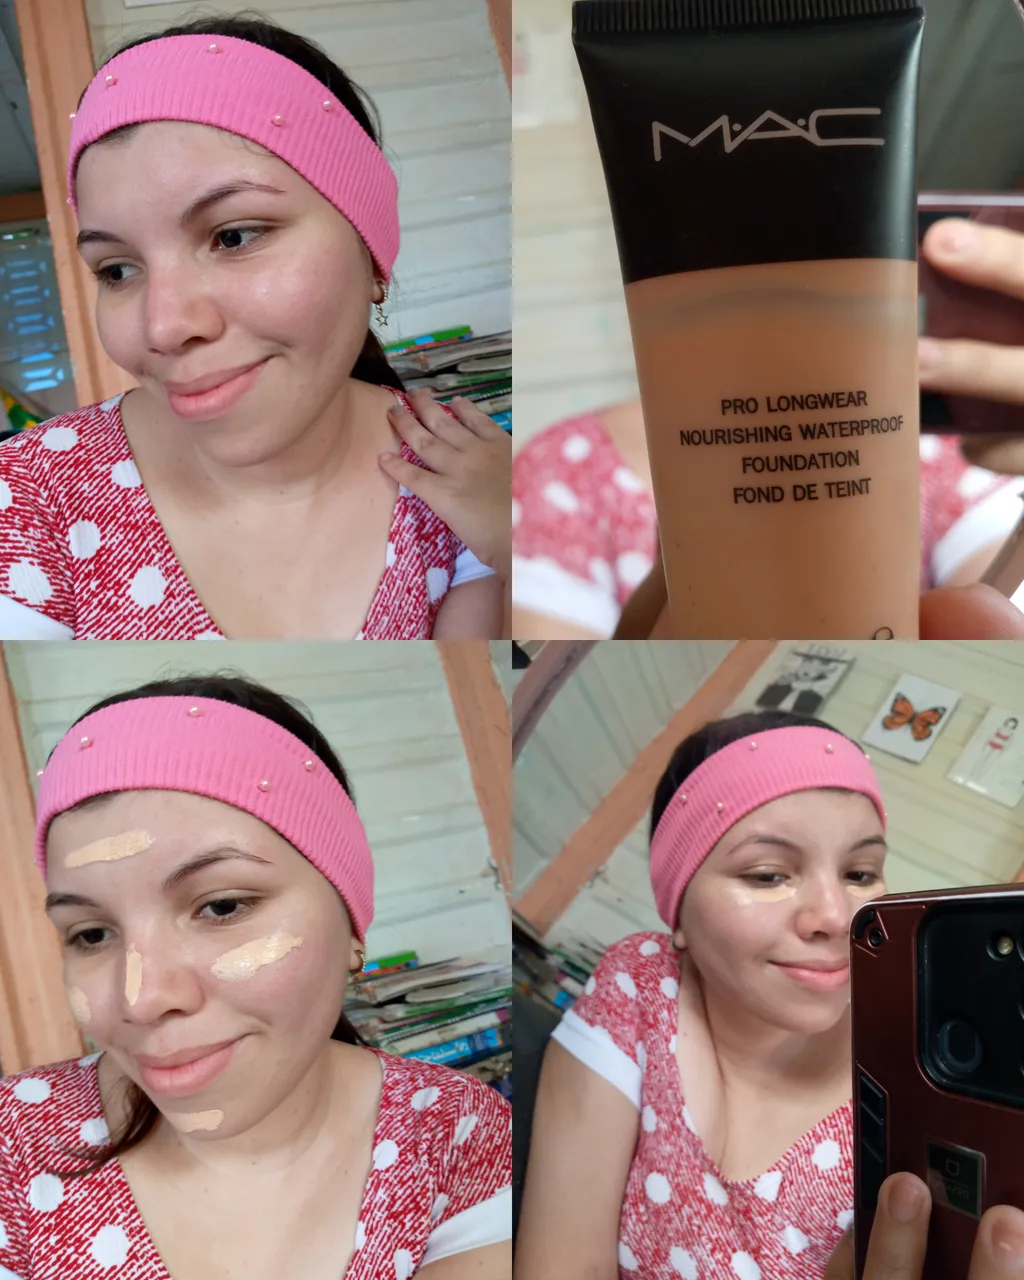 M·A·C
PRO LONGWEAR
NOURISHING WATERPROOF
FOUNDATION
FOND DE TEINT